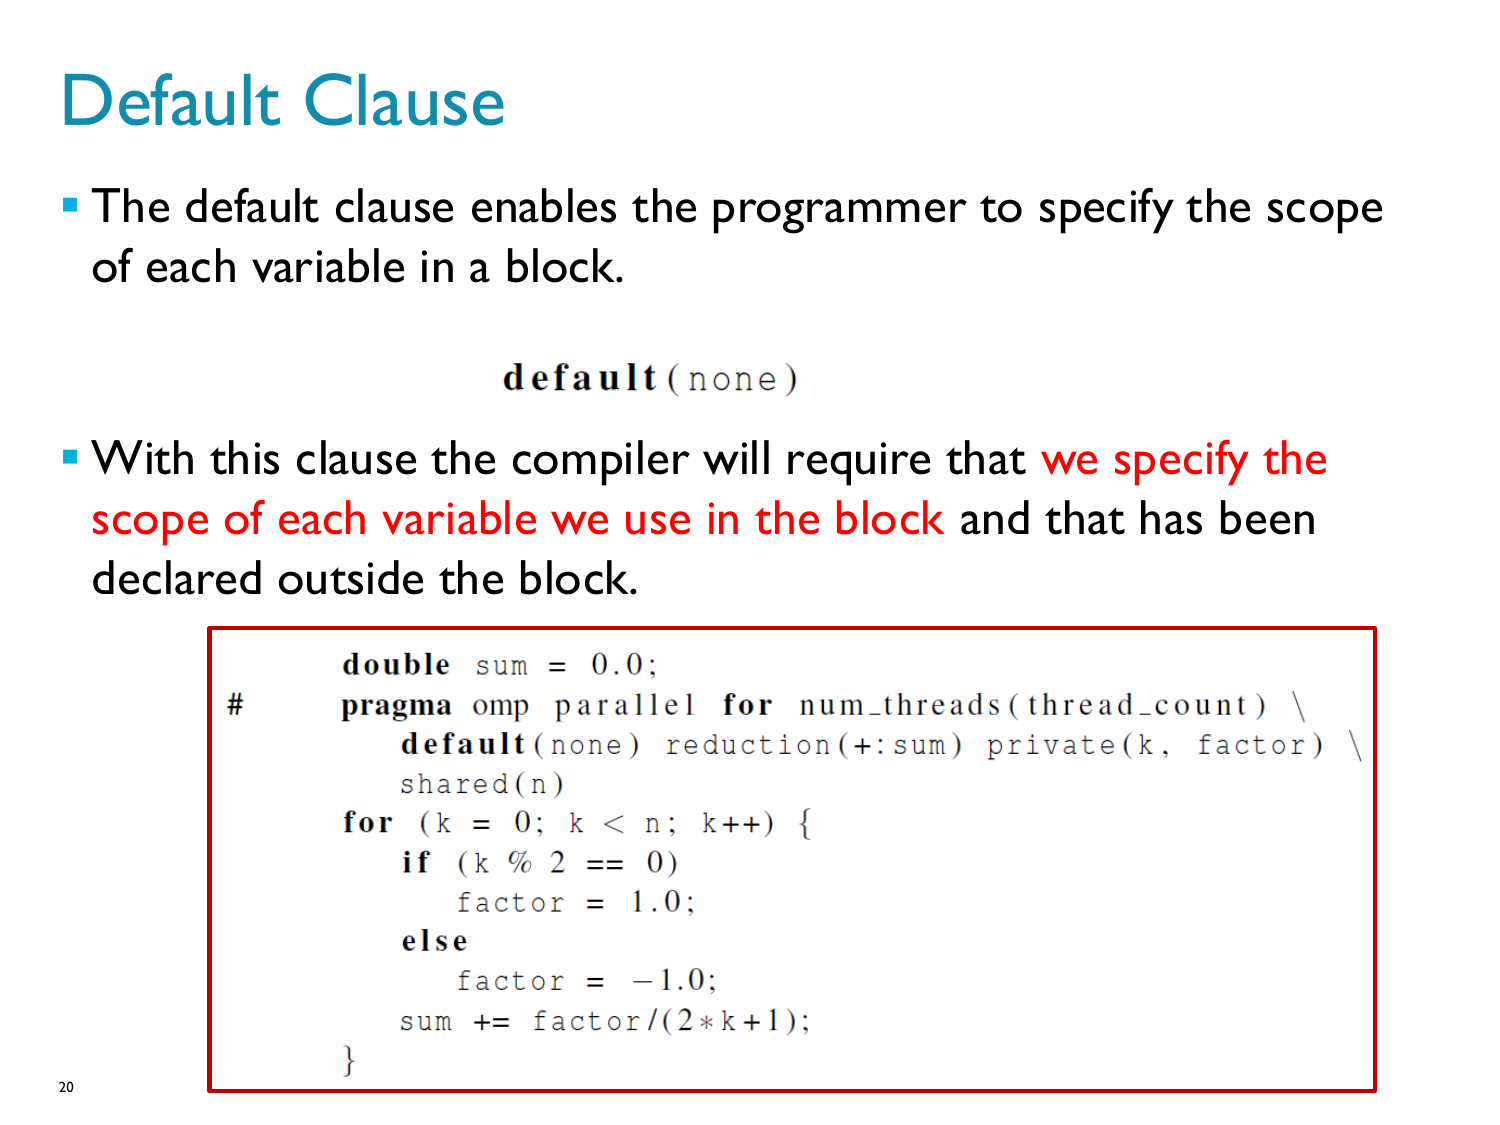 Default Clause
▪ The default clause enables the programmer to specify the scope
of each variable in a block.
default(none)
▪ With this clause the compiler will require that we specify the
scope of each variable we use in the block and that has been
declared outside the block.
double sum = 0.0;
# pragma omp parallel for num_threads(thread_count) \
default(none) reduction(+:sum) private(k, factor) \
shared(n)
for (k = 0; k < n; k++) {
if (k % 2 == 0)
factor = 1.0;
else
factor = −1.0;
sum += factor/(2*k+1);
}
20